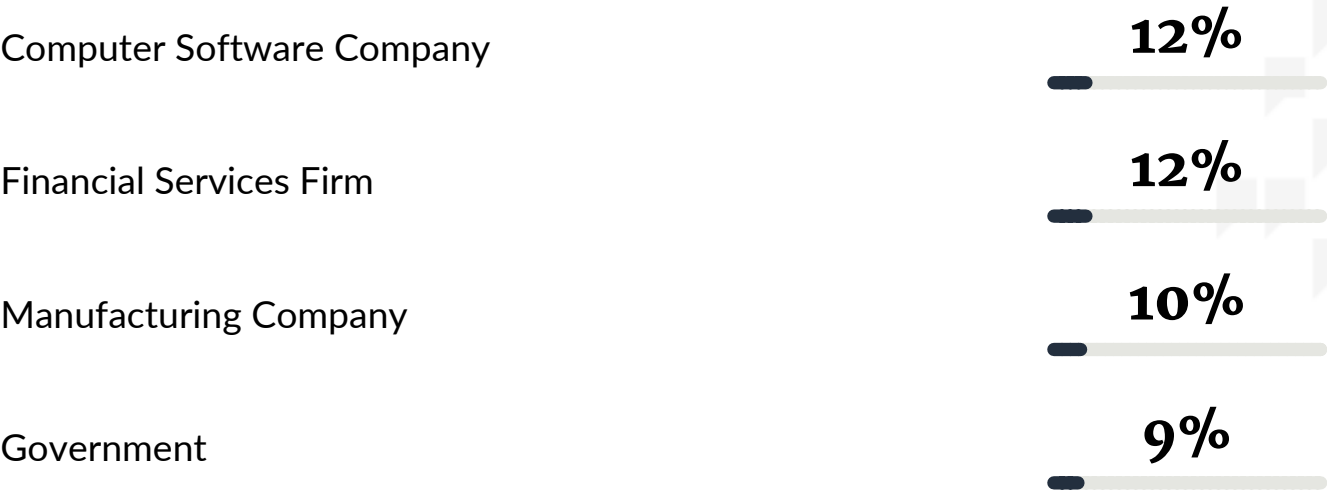 Computer Software Company 12%
Financial Services Firm 12%
Manufacturing Company 10%
Government 9%